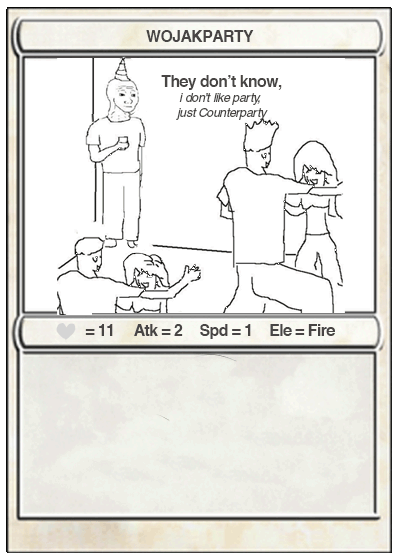 WOJAKPARTY
They don't know,
i don't like party,
just Counterparty
= 11 Atk = 2 Spd = 1 Ele = Fire